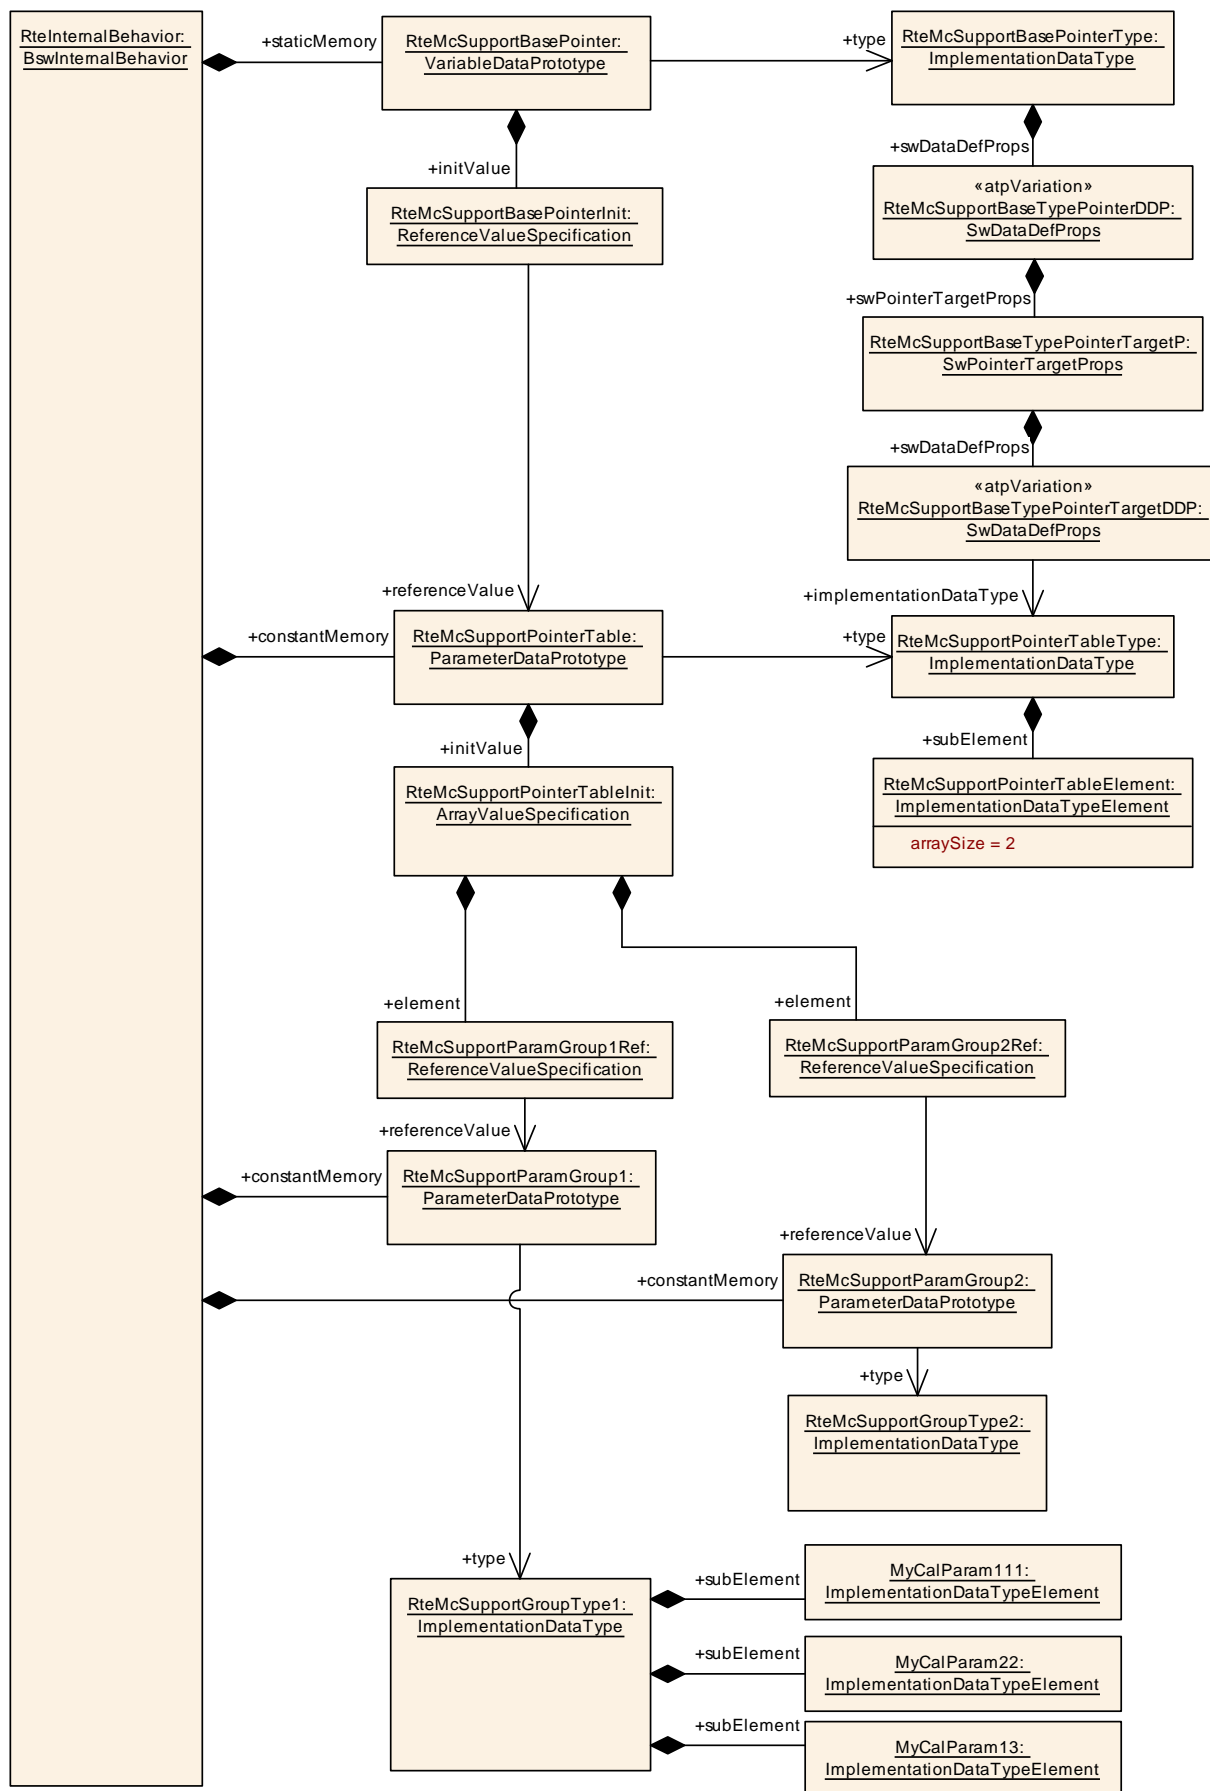 RteInternalBehavior:
BswInternalBehavior
+staticMemory
RteMcSupportBasePointer:
VariableDataPrototype
+type
RteMcSupportBasePointerType:
ImplementationDataType
+swDataDefProps
+initValue
RteMcSupportBasePointerInit:
ReferenceValueSpecification
«atpVariation»
RteMcSupportBaseTypePointerDDP:
SwDataDefProps
+swPointerTargetProps
RteMcSupportBaseTypePointerTargetP:
SwPointerTargetProps
+swDataDefProps
«atpVariation»
RteMcSupportBaseTypePointerTargetDDP:
SwDataDefProps
+referenceValue
+implementationDataType
+constantMemory
RteMcSupportPointerTable:
ParameterDataPrototype
+type
RteMcSupportPointerTableType:
ImplementationDataType
+initValue
+subElement
RteMcSupportPointerTableInit:
ArrayValueSpecification
RteMcSupportPointerTableElement:
ImplementationDataTypeElement
arraySize = 2
+element
+element
RteMcSupportParamGroup1Ref:
ReferenceValueSpecification
RteMcSupportParamGroup2Ref:
ReferenceValueSpecification
+referenceValue
+constantMemory
RteMcSupportParamGroup1:
ParameterDataPrototype
+referenceValue
+constantMemory
RteMcSupportParamGroup2:
ParameterDataPrototype
+type
RteMcSupportGroupType2:
ImplementationDataType
+type
RteMcSupportGroupType1:
ImplementationDataType
+subElement
MyCalParam111:
ImplementationDataTypeElement
+subElement
MyCalParam22:
ImplementationDataTypeElement
+subElement
MyCalParam13:
ImplementationDataTypeElement